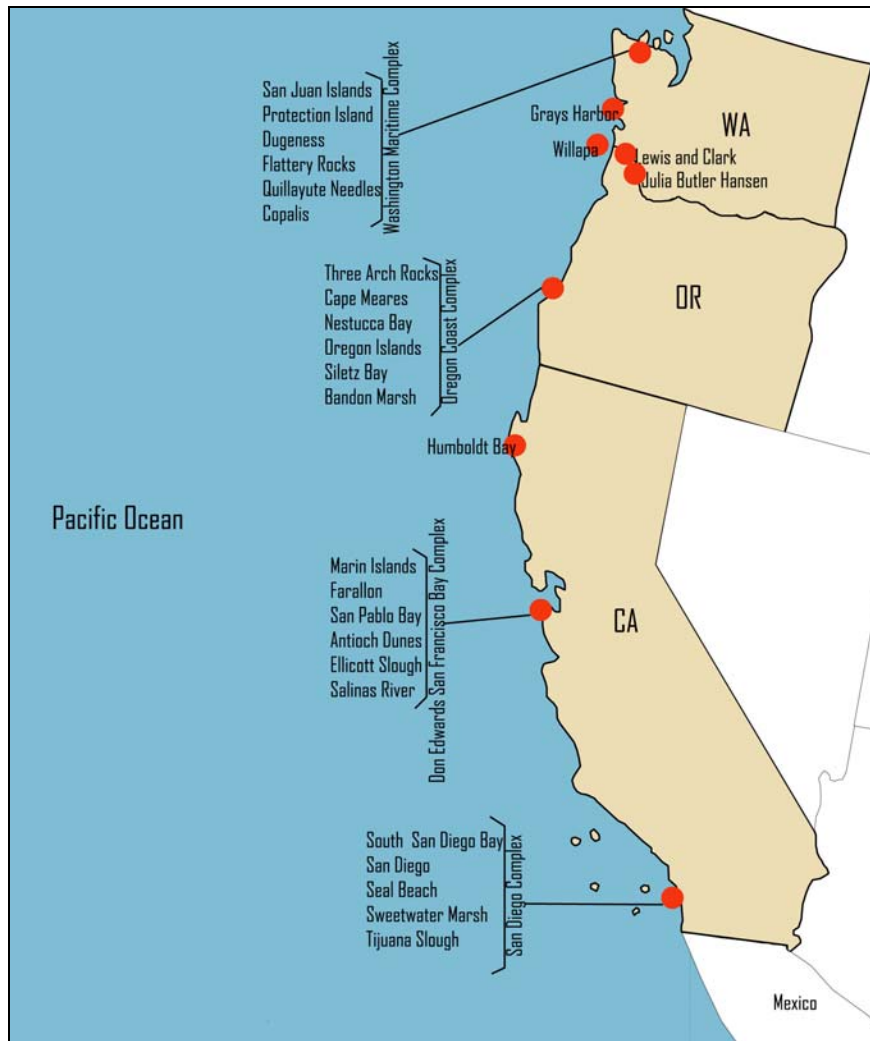 San Juan Islands
Protection Island
Dugeness
Flattery Rocks
Quillayute Needles
Copalis
Washington Maritime Complex
Grays Harbor
Willapa
WA
Lewis and Clark
Julia Butler Hansen
Three Arch Rocks
Cape Meares
Nestucca Bay
Oregon Islands
Siletz Bay
Bandon Marsh
Oregon Coast Complex
OR
Humboldt Bay
Pacific Ocean
Marin Islands
Farallon
San Pablo Bay
Antioch Dunes
Ellicott Slough
Salinas River
Don Edwards San Francisco Bay Complex
CA
South San Diego Bay
San Diego
Seal Beach
Sweetwater Marsh
Tijuana Slough
San Diego Complex
Mexico